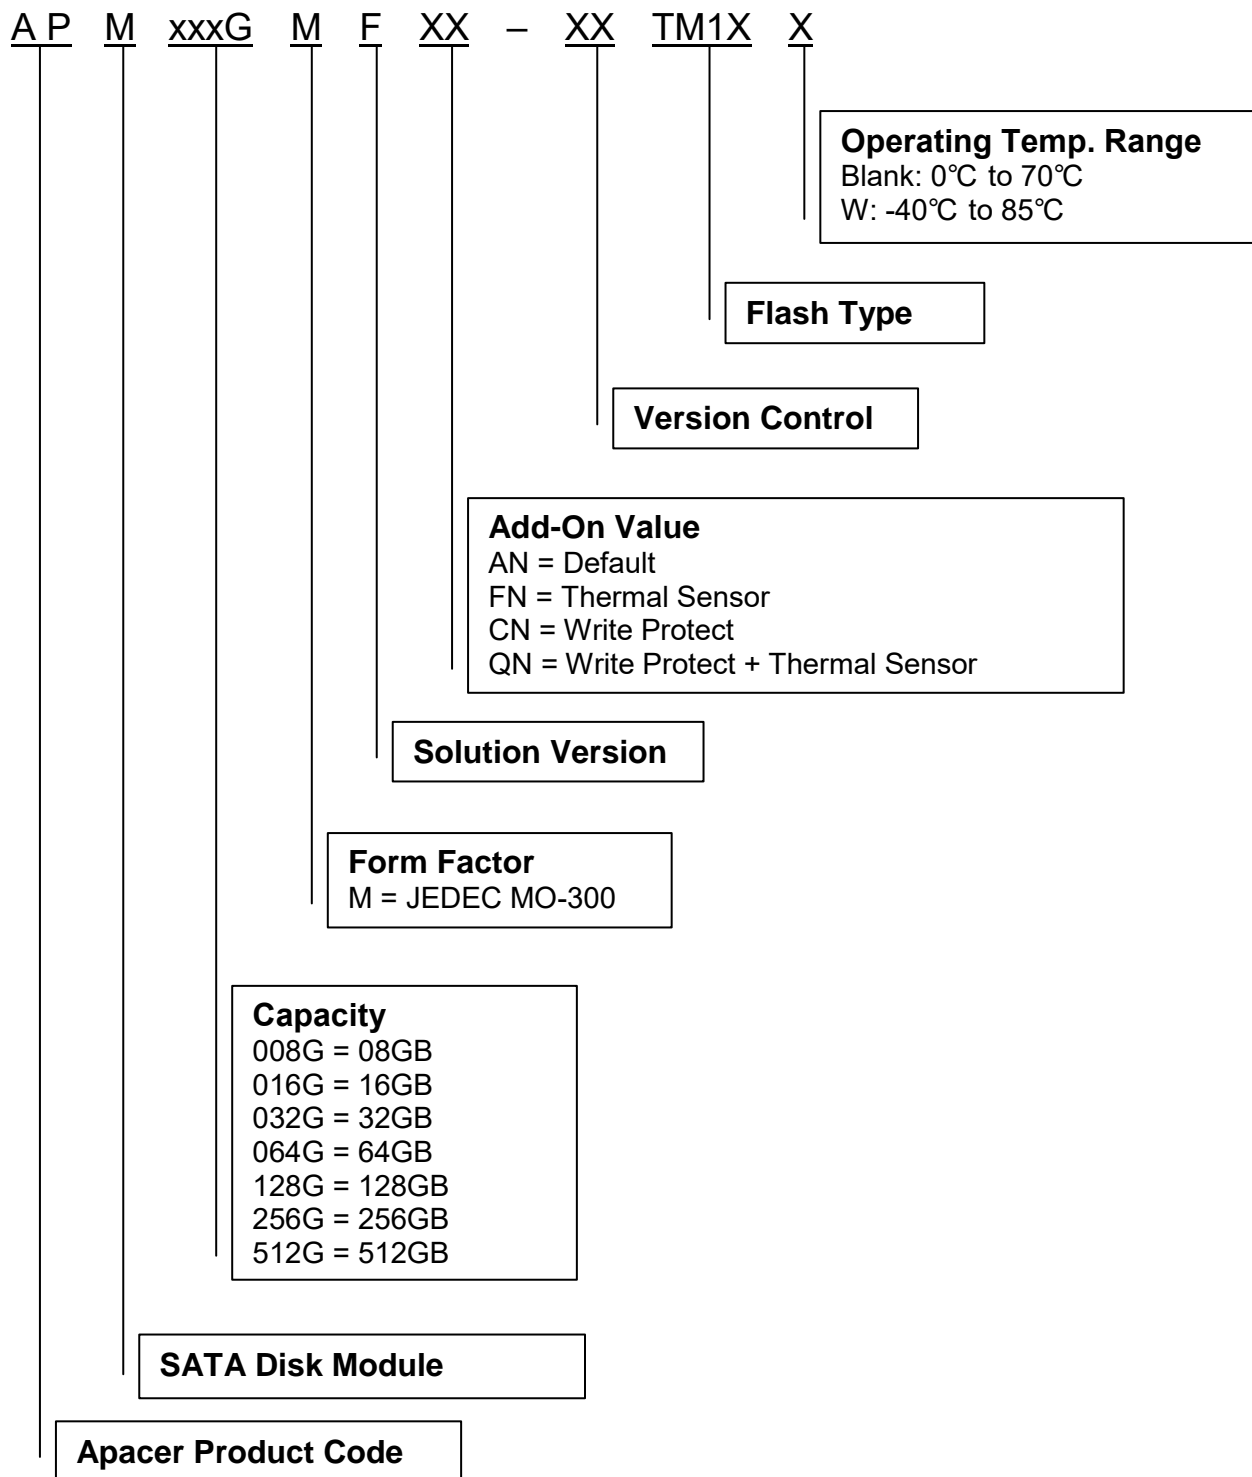 A P M xxxG M F XX – XX TM1X X
Operating Temp. Range
Blank: 0℃ to 70℃
W: -40℃ to 85℃
Flash Type
Version Control
Add-On Value
AN = Default
FN = Thermal Sensor
CN = Write Protect
QN = Write Protect + Thermal Sensor
Solution Version
Form Factor
M = JEDEC MO-300
Capacity
008G = 08GB
016G = 16GB
032G = 32GB
064G = 64GB
128G = 128GB
256G = 256GB
512G = 512GB
SATA Disk Module
Apacer Product Code